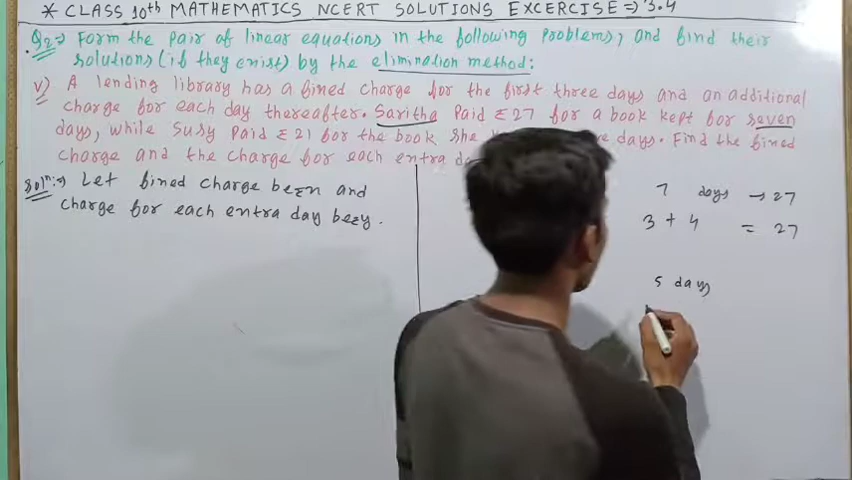 * CLASS 10th MATHEMATICS NCERT SOLUTIONS EXCERCISE ⇒ 3.4
Q2⇒ Form the pair of linear equations in the following problems, and find their
solutions (if they exist) by the elimination method:
v) A lending library has a fixed charge for the first three days and an additional
charge for each day thereafter. Saritha paid ₹27 for a book kept for seven
days, while Susy paid ₹21 for the book she days. Find the fixed
charge and the charge for each extra
Solⁿ:⇒ Let fixed charge be ₹x and
charge for each extra day be ₹y.
7 days → 27
3 + 4 = 27
5 days